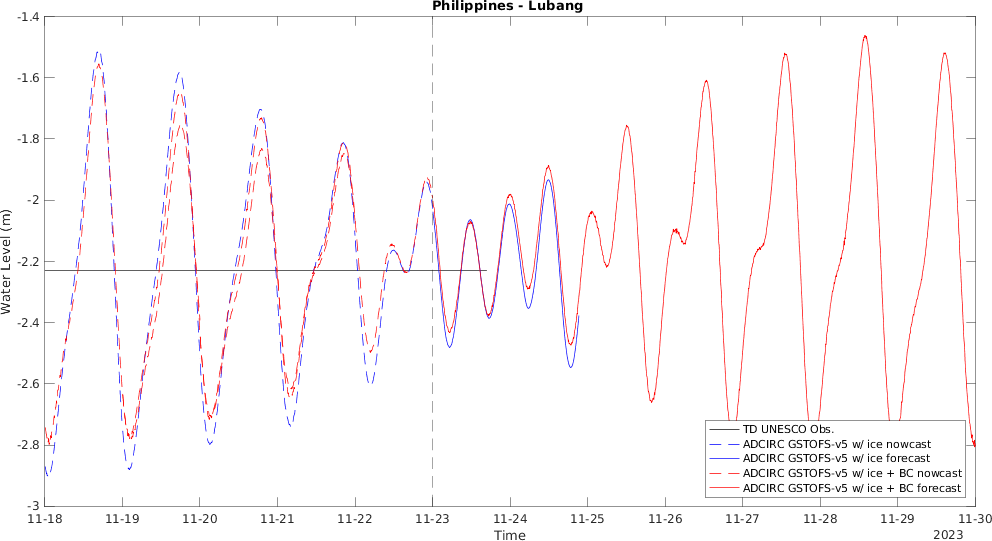 Philippines - Lubang
Water Level (m)
-1.4
-1.6
-1.8
-2
-2.2
-2.4
-2.6
-2.8
-3
TD UNESCO Obs.
ADCIRC GSTOFS-v5 w/ ice nowcast
ADCIRC GSTOFS-v5 w/ ice forecast
ADCIRC GSTOFS-v5 w/ ice + BC nowcast
ADCIRC GSTOFS-v5 w/ ice + BC forecast
11-18 11-19 11-20 11-21 11-22 11-23 11-24 11-25 11-26 11-27 11-28 11-29 11-30
Time
2023